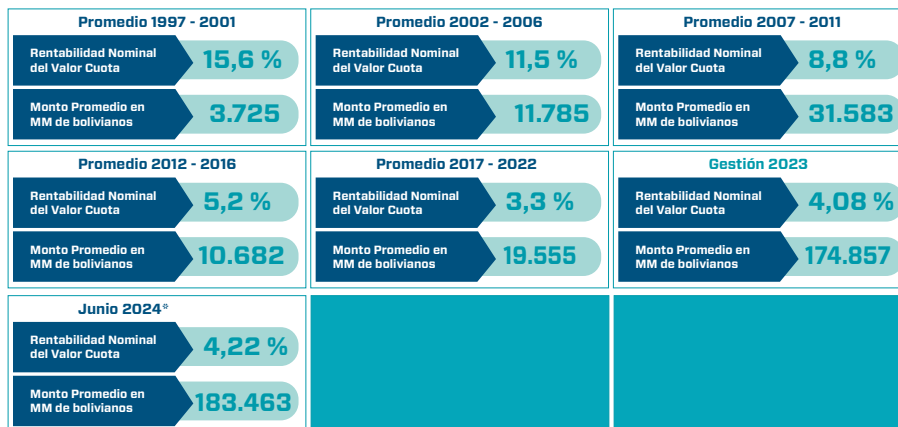 Promedio 1997 - 2001
Rentabilidad Nominal
del Valor Cuota
15,6 %
Monto Promedio en
MM de bolivianos
3.725
Promedio 2002 - 2006
Rentabilidad Nominal
del Valor Cuota
11,5 %
Monto Promedio en
MM de bolivianos
11.785
Promedio 2007 - 2011
Rentabilidad Nominal
del Valor Cuota
8,8 %
Monto Promedio en
MM de bolivianos
31.583
Promedio 2012 - 2016
Rentabilidad Nominal
del Valor Cuota
5,2 %
Monto Promedio en
MM de bolivianos
10.682
Promedio 2017 - 2022
Rentabilidad Nominal
del Valor Cuota
3,3 %
Monto Promedio en
MM de bolivianos
19.555
Gestión 2023
Rentabilidad Nominal
del Valor Cuota
4,08 %
Monto Promedio en
MM de bolivianos
174.857
Junio 2024*
Rentabilidad Nominal
del Valor Cuota
4,22 %
Monto Promedio en
MM de bolivianos
183.463